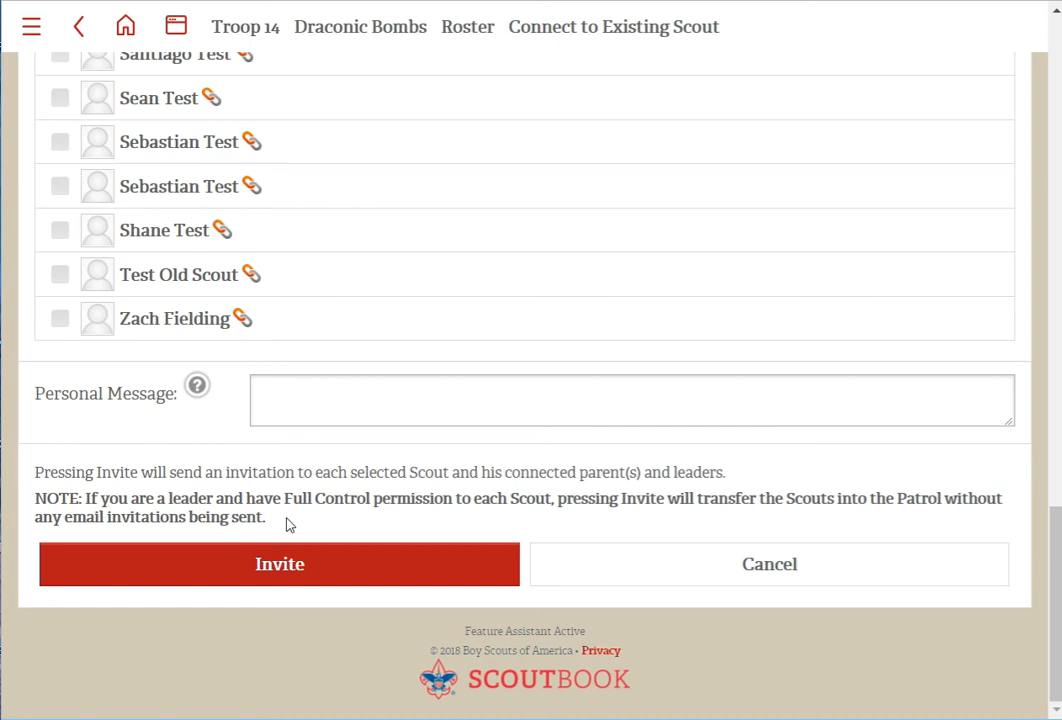 Troop 14 Draconic Bombs Roster Connect to Existing Scout
Santiago Test
Sean Test
Sebastian Test
Sebastian Test
Shane Test
Test Old Scout
Zach Fielding
Personal Message: ?
Pressing Invite will send an invitation to each selected Scout and his connected parent(s) and leaders.
NOTE: If you are a leader and have Full Control permission to each Scout, pressing Invite will transfer the Scouts into the Patrol without
any email invitations being sent.
Invite Cancel
Feature Assistant Active
© 2018 Boy Scouts of America • Privacy
SCOUTBOOK